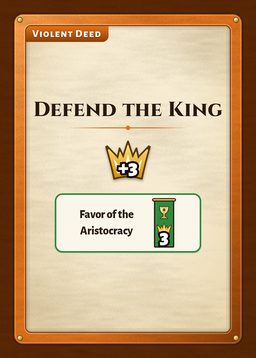 Violent Deed
Defend the King
+3
Favor of the
Aristocracy
3